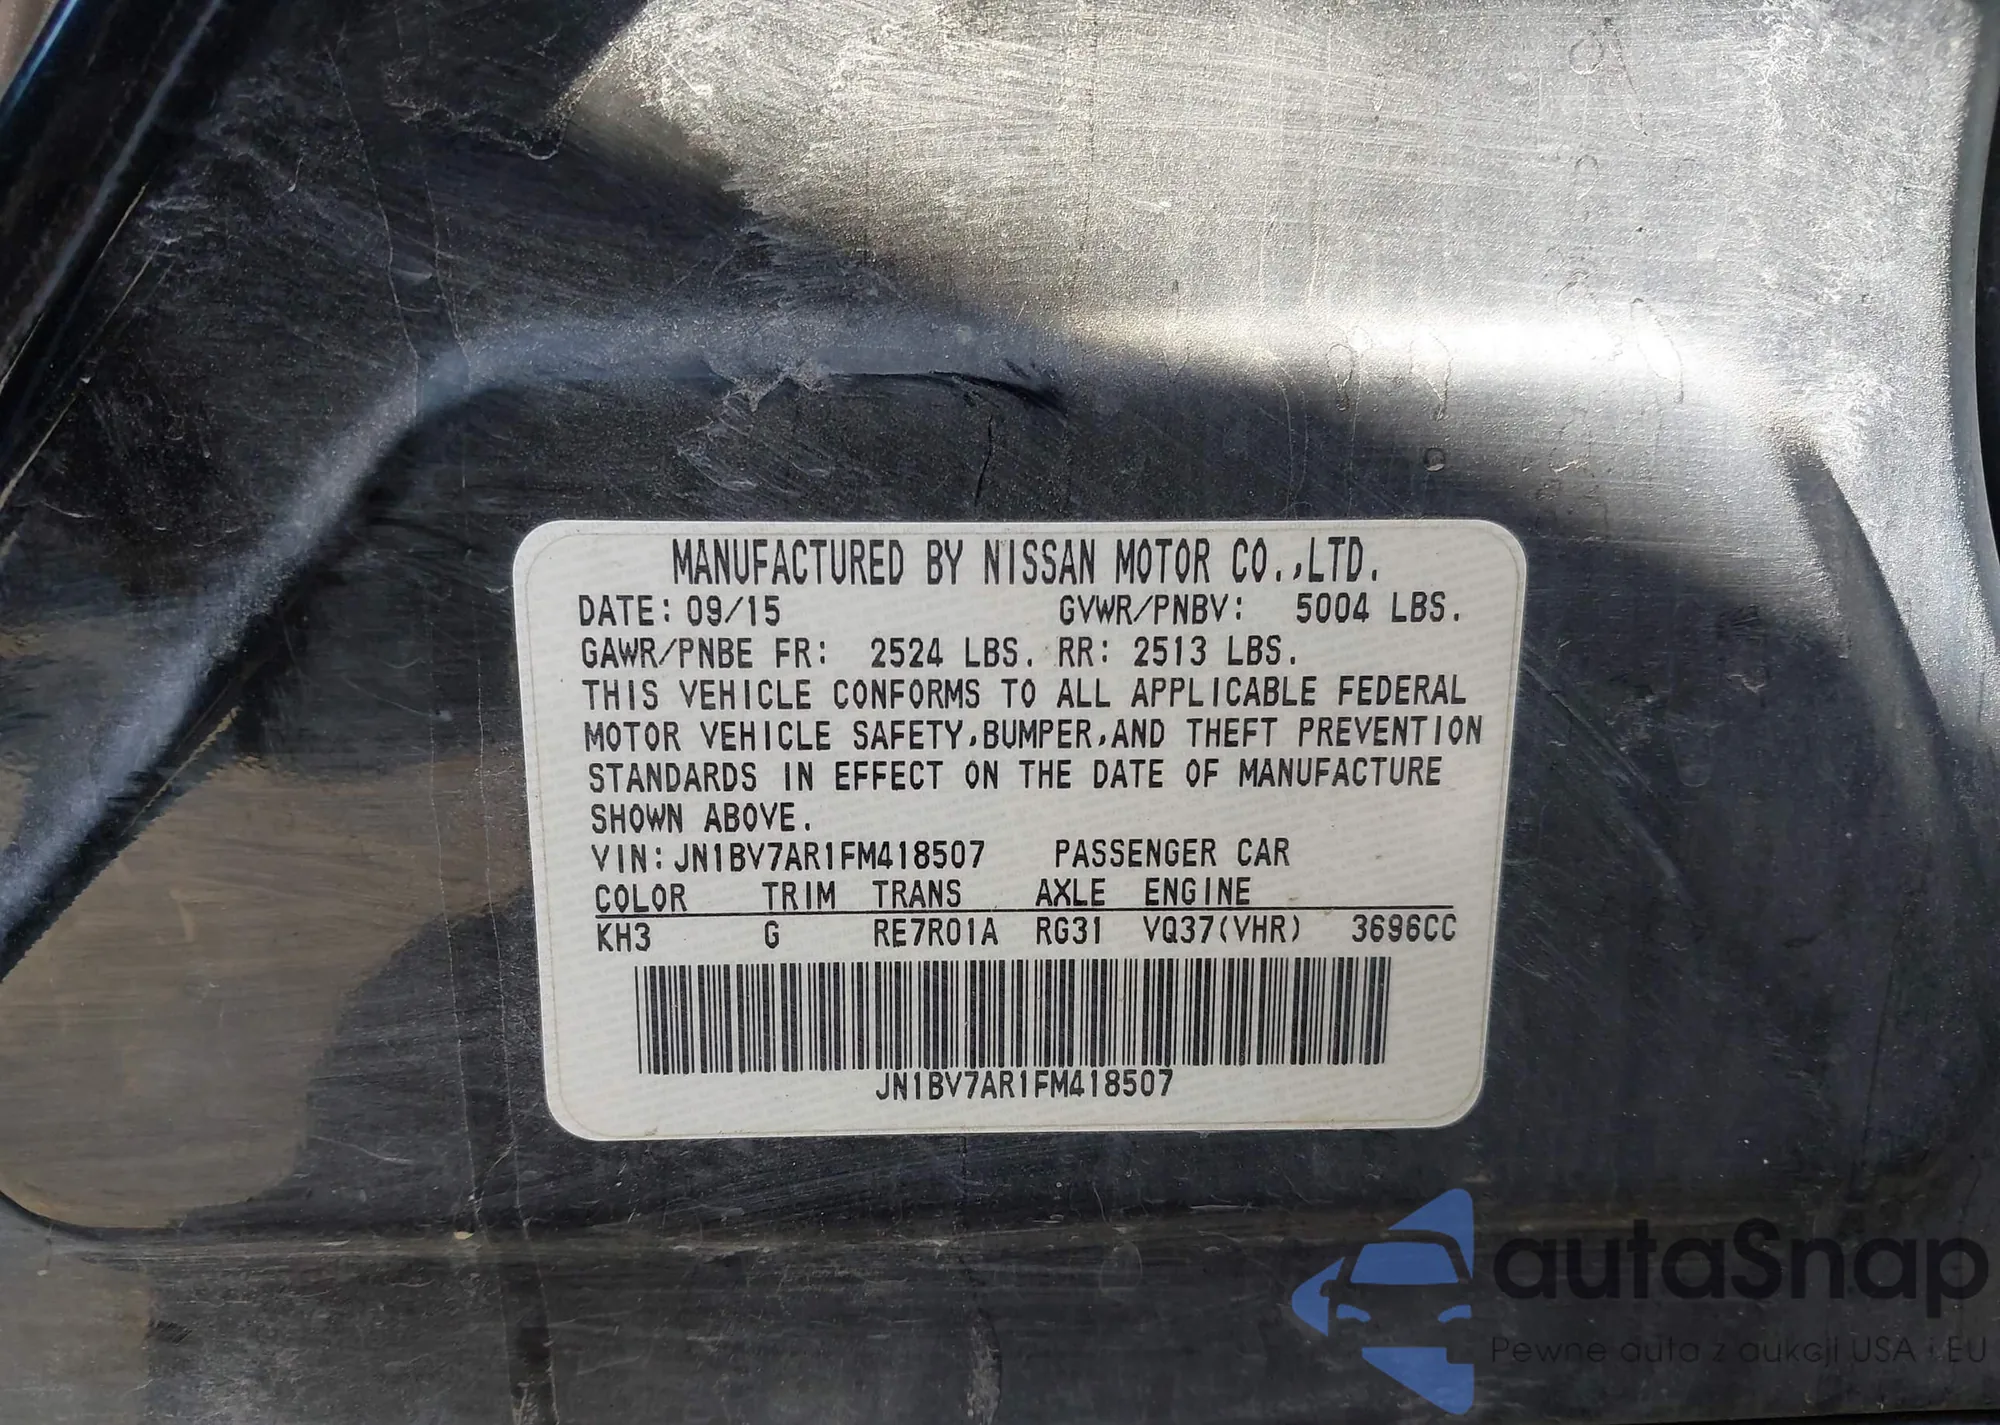 MANUFACTURED BY NISSAN MOTOR CO.,LTD.
DATE: 09/15 GVWR/PNBV: 5004 LBS.
GAWR/PNBE FR: 2524 LBS. RR: 2513 LBS.
THIS VEHICLE CONFORMS TO ALL APPLICABLE FEDERAL
MOTOR VEHICLE SAFETY,BUMPER,AND THEFT PREVENTION
STANDARDS IN EFFECT ON THE DATE OF MANUFACTURE
SHOWN ABOVE.
VIN: JN1BV7AR1FM418507 PASSENGER CAR
COLOR TRIM TRANS AXLE ENGINE
KH3 G RE7R01A RG31 VQ37(VHR) 3696CC
JN1BV7AR1FM418507
autaSnap
Pewne auta z aukcji USA i EU